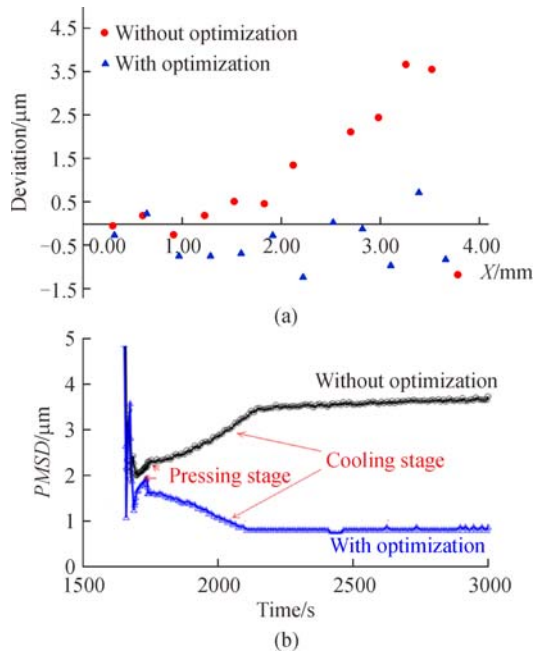 4.5
Without optimization
With optimization
3.5
2.5
1.5
0.5
−0.5
−1.5
Deviation/μm
0.00
1.00
2.00
3.00
4.00
X/mm
(a)
5
4
3
2
1
0
PMSD/μm
Without optimization
Cooling stage
Pressing stage
With optimization
1500
2000
2500
3000
Time/s
(b)